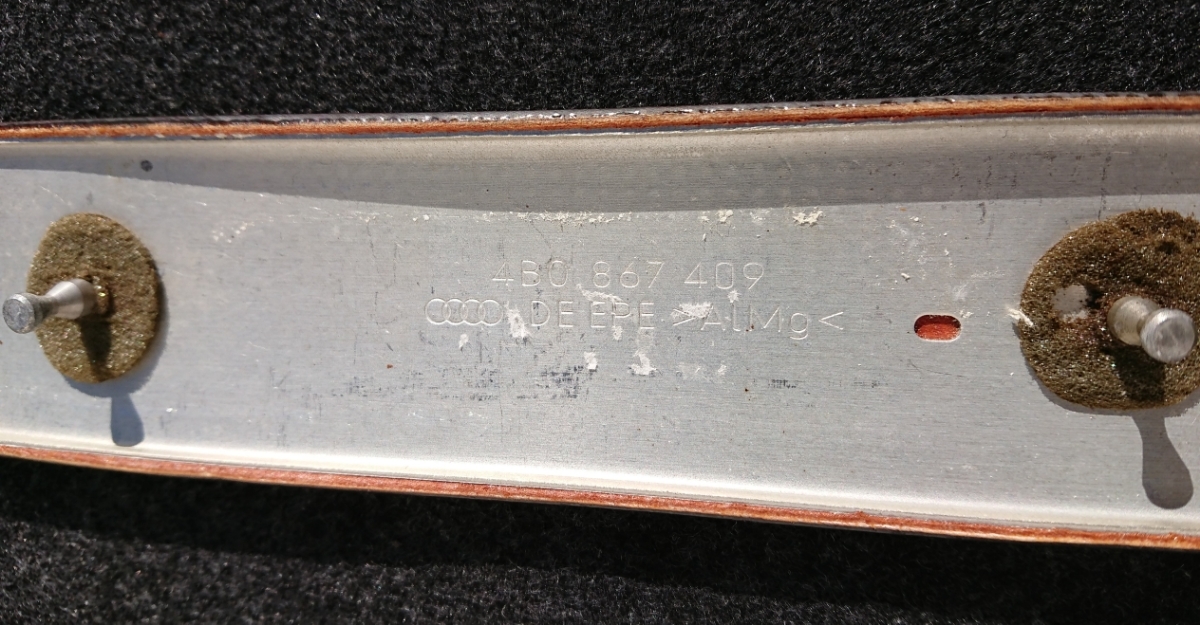 4B0 867 409
DE EPE >AlMg<